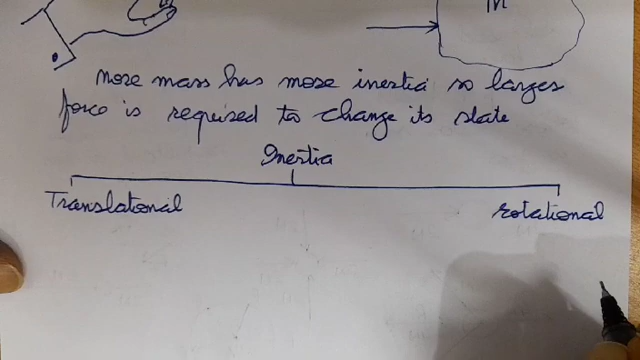 m
more mass has more inertia so larger
force is required to change its state
Inertia
Translational
rotational